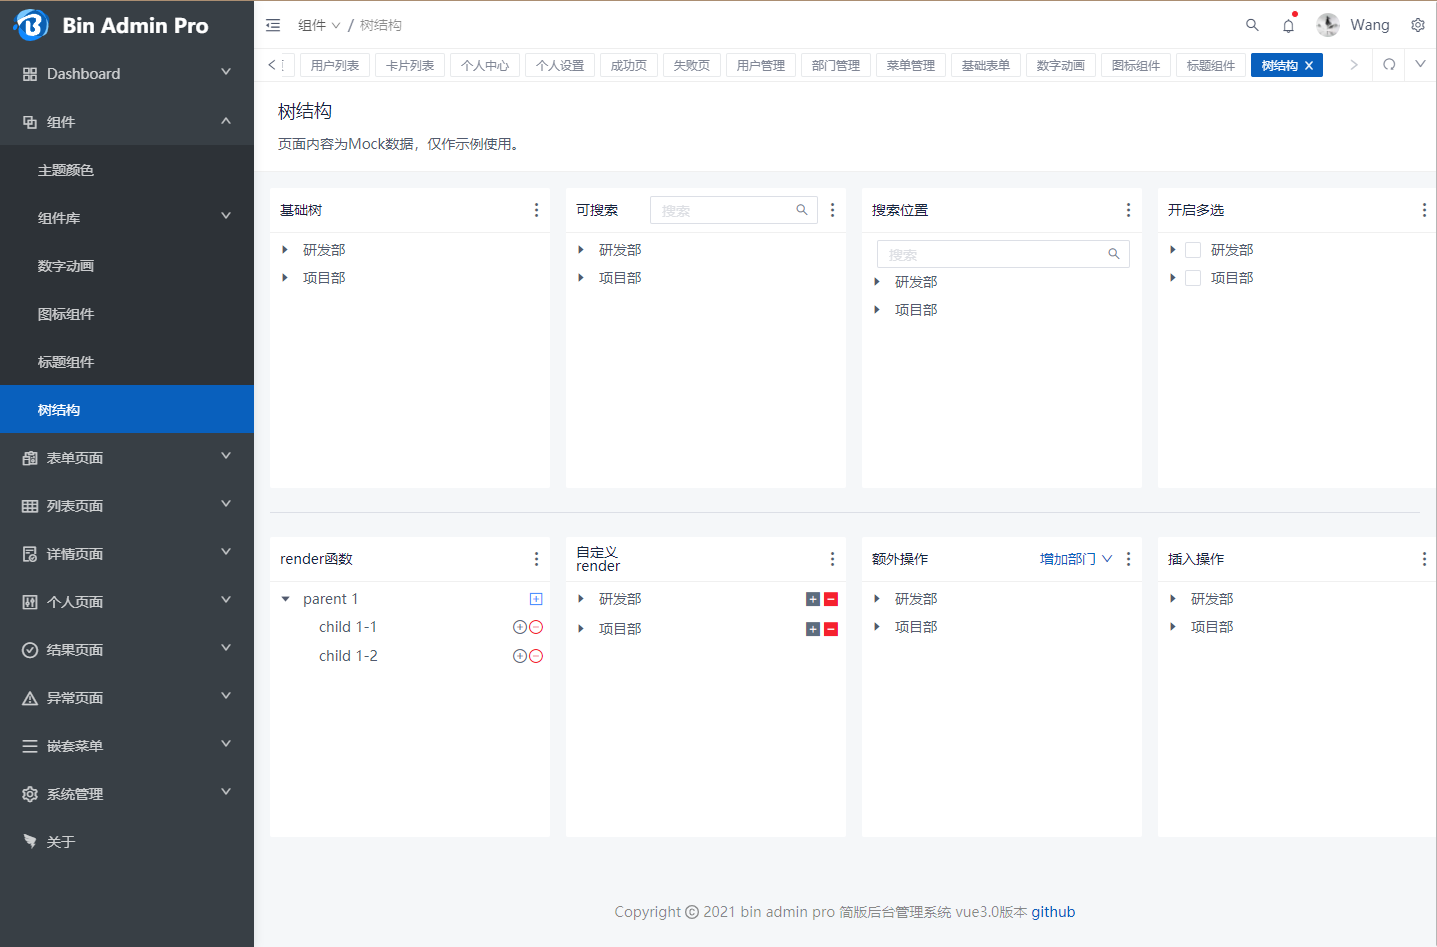 Bin Admin Pro
Dashboard
组件
主题颜色
组件库
数字动画
图标组件
标题组件
树结构
表单页面
列表页面
详情页面
个人页面
结果页面
异常页面
嵌套菜单
系统管理
关于
组件 / 树结构
Wang
用户列表 卡片列表 个人中心 个人设置 成功页 失败页 用户管理 部门管理 菜单管理 基础表单 数字动画 图标组件 标题组件 树结构
树结构
页面内容为Mock数据，仅作示例使用。
基础树
研发部
项目部
可搜索 搜索
研发部
项目部
搜索位置
搜索
研发部
项目部
开启多选
研发部
项目部
render函数
parent 1
child 1-1
child 1-2
自定义
render
研发部
项目部
额外操作 增加部门
研发部
项目部
插入操作
研发部
项目部
Copyright © 2021 bin admin pro 简版后台管理系统 vue3.0版本 github